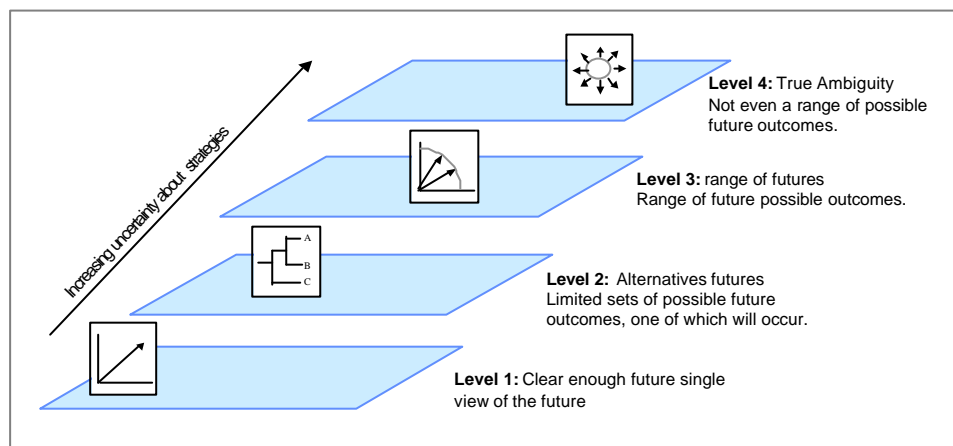 Level 4: True Ambiguity
Not even a range of possible
future outcomes.
Level 3: range of futures
Range of future possible outcomes.
Increasing uncertainty about strategies
A
B
C
Level 2: Alternatives futures
Limited sets of possible future
outcomes, one of which will occur.
Level 1: Clear enough future single
view of the future